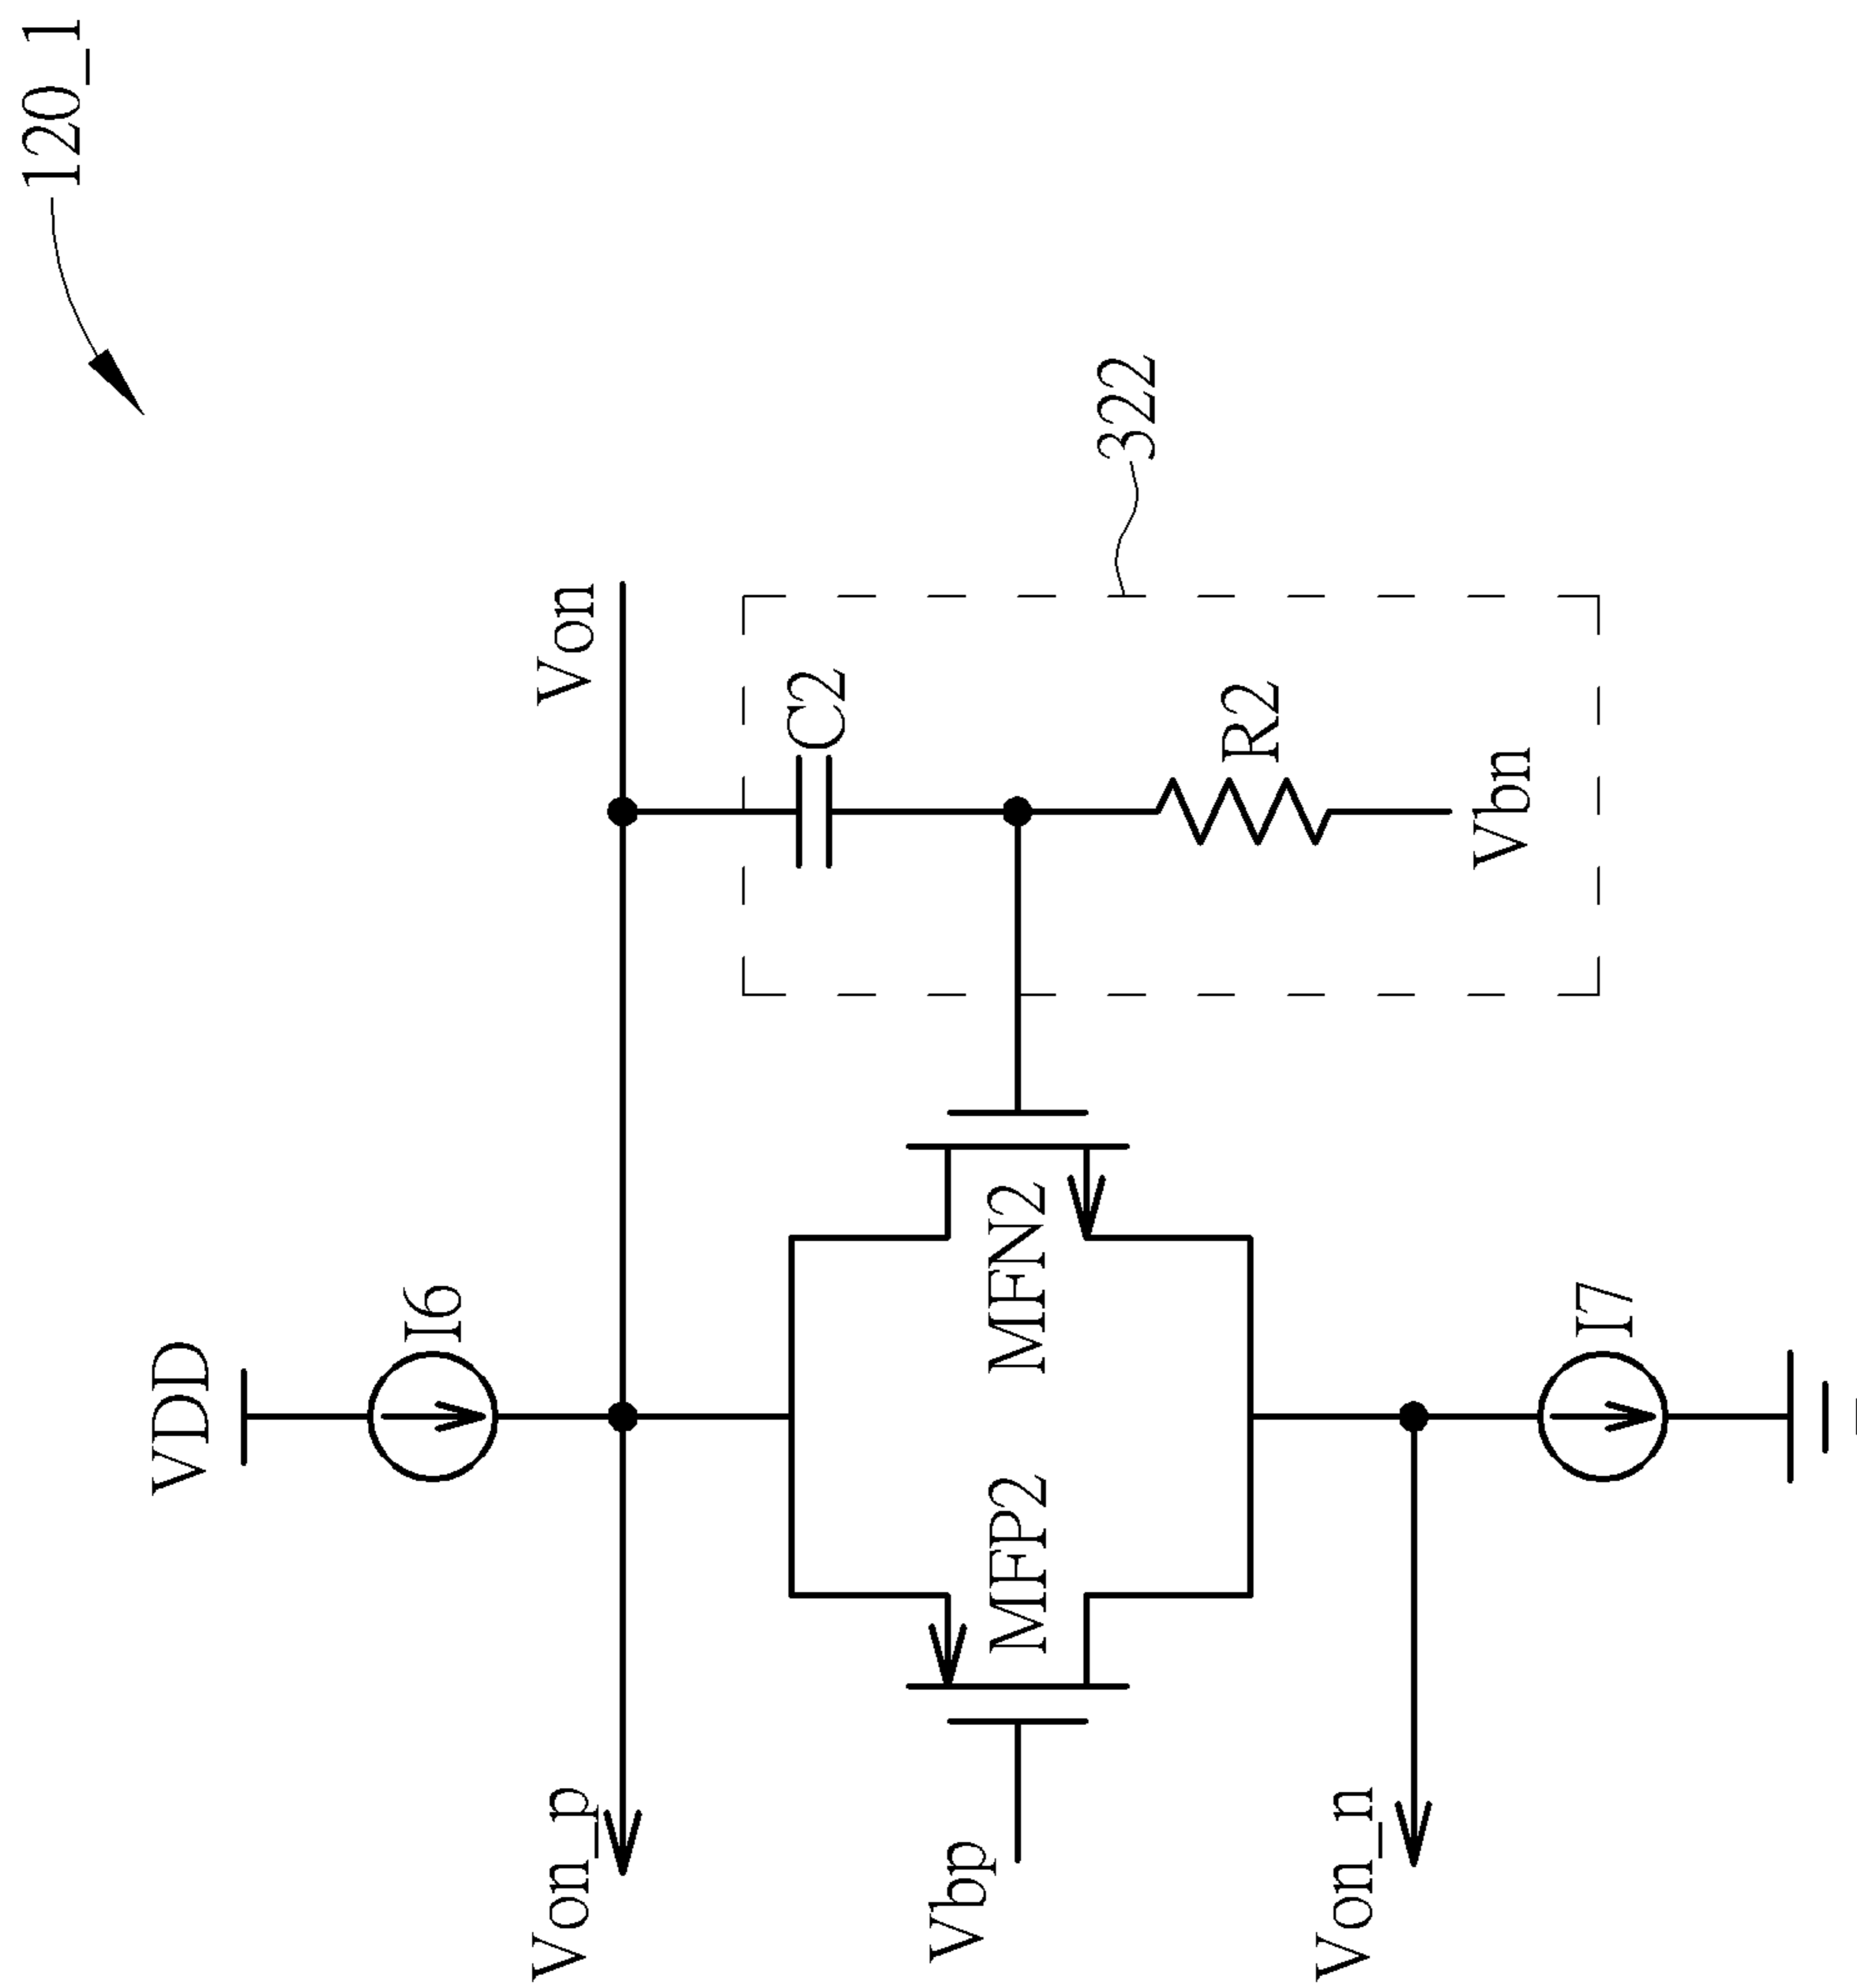 120_1
VDD
I6
Von
Von_p
C2
322
MFP2
MFN2
Vbp
R2
Vbn
Von_n
I7